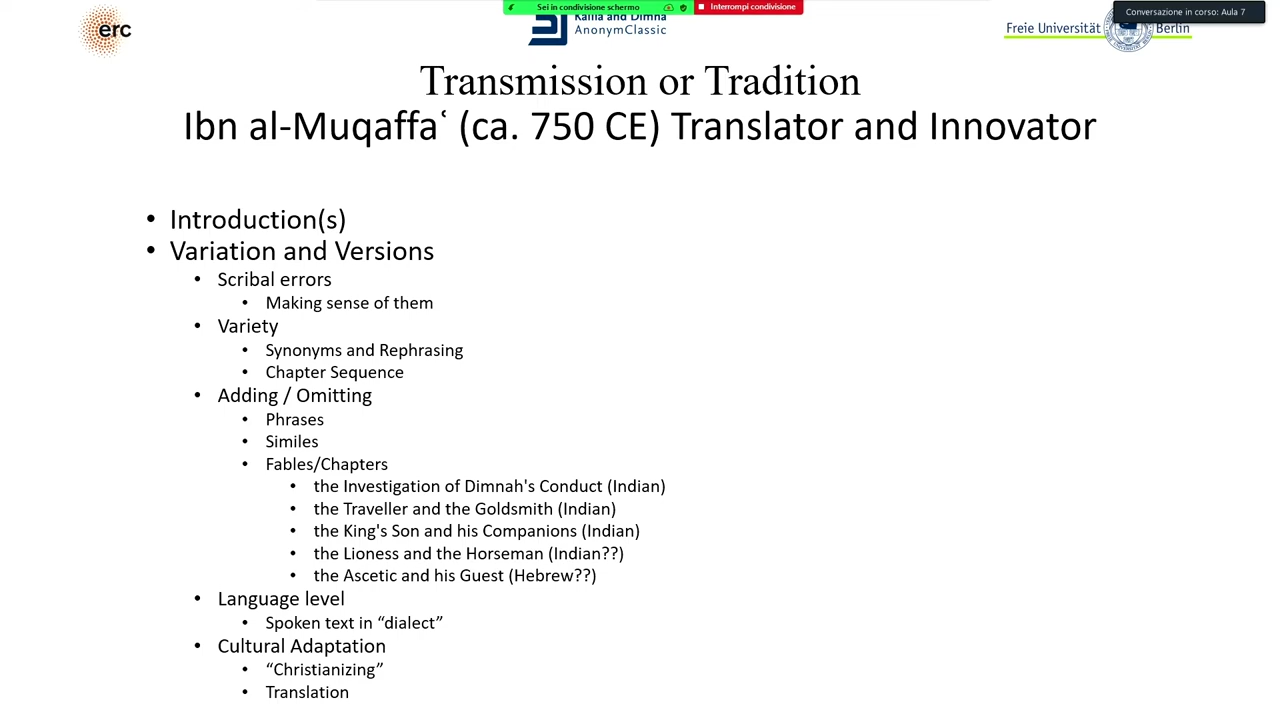 Sei in condivisione schermo
Interrompi condivisione
Conversazione in corso: Aula 7
erc
Kalila and Dimna
AnonymClassic
Freie Universität Berlin
Transmission or Tradition
Ibn al-Muqaffaʿ (ca. 750 CE) Translator and Innovator
• Introduction(s)
• Variation and Versions
• Scribal errors
• Making sense of them
• Variety
• Synonyms and Rephrasing
• Chapter Sequence
• Adding / Omitting
• Phrases
• Similes
• Fables/Chapters
• the Investigation of Dimnah's Conduct (Indian)
• the Traveller and the Goldsmith (Indian)
• the King's Son and his Companions (Indian)
• the Lioness and the Horseman (Indian??)
• the Ascetic and his Guest (Hebrew??)
• Language level
• Spoken text in “dialect”
• Cultural Adaptation
• “Christianizing”
• Translation